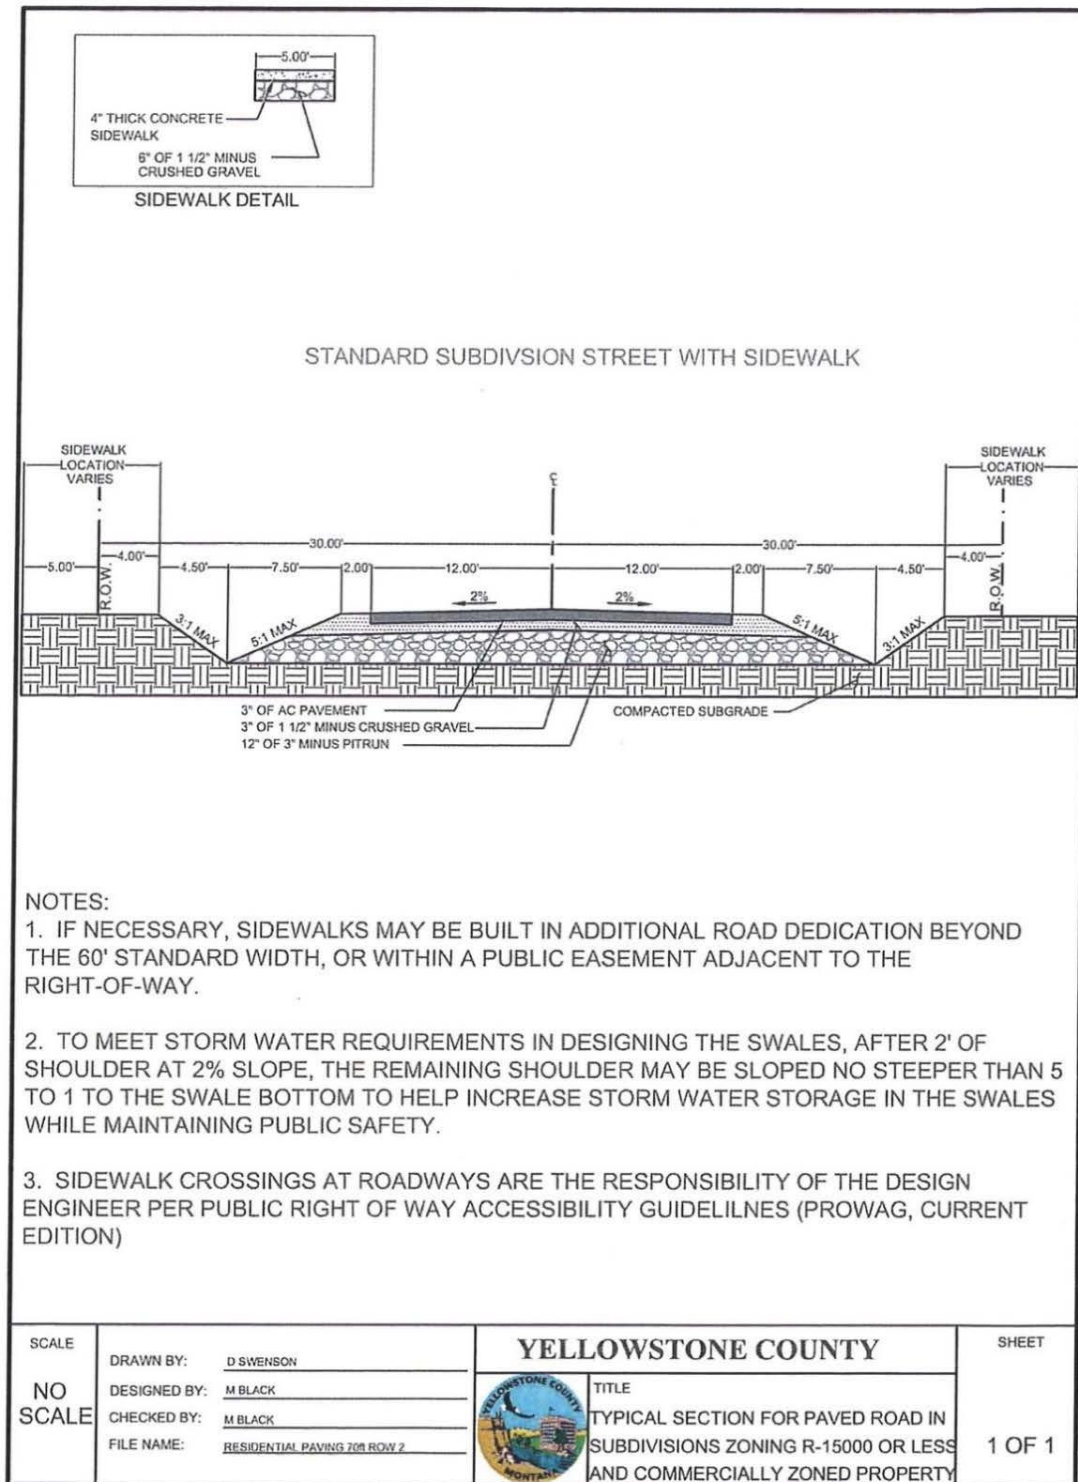 5.00'
4" THICK CONCRETE
SIDEWALK
6" OF 1 1/2" MINUS
CRUSHED GRAVEL
SIDEWALK DETAIL
STANDARD SUBDIVSION STREET WITH SIDEWALK
SIDEWALK
LOCATION
VARIES
SIDEWALK
LOCATION
VARIES
℄
30.00'
30.00'
5.00'
4.00'
4.50'
7.50'
2.00'
12.00'
12.00'
2.00'
7.50'
4.50'
4.00'
R.O.W.
R.O.W.
2%
2%
3:1 MAX
5:1 MAX
5:1 MAX
3:1 MAX
3" OF AC PAVEMENT
3" OF 1 1/2" MINUS CRUSHED GRAVEL
12" OF 3" MINUS PITRUN
COMPACTED SUBGRADE
NOTES:
1. IF NECESSARY, SIDEWALKS MAY BE BUILT IN ADDITIONAL ROAD DEDICATION BEYOND
THE 60' STANDARD WIDTH, OR WITHIN A PUBLIC EASEMENT ADJACENT TO THE
RIGHT-OF-WAY.
2. TO MEET STORM WATER REQUIREMENTS IN DESIGNING THE SWALES, AFTER 2' OF
SHOULDER AT 2% SLOPE, THE REMAINING SHOULDER MAY BE SLOPED NO STEEPER THAN 5
TO 1 TO THE SWALE BOTTOM TO HELP INCREASE STORM WATER STORAGE IN THE SWALES
WHILE MAINTAINING PUBLIC SAFETY.
3. SIDEWALK CROSSINGS AT ROADWAYS ARE THE RESPONSIBILITY OF THE DESIGN
ENGINEER PER PUBLIC RIGHT OF WAY ACCESSIBILITY GUIDELILNES (PROWAG, CURRENT
EDITION)
SCALE
NO
SCALE
DRAWN BY: D SWENSON
DESIGNED BY: M BLACK
CHECKED BY: M BLACK
FILE NAME: RESIDENTIAL PAVING 70ft ROW 2
YELLOWSTONE COUNTY
YELLOWSTONE COUNTY
MONTANA
TITLE
TYPICAL SECTION FOR PAVED ROAD IN
SUBDIVISIONS ZONING R-15000 OR LESS
AND COMMERCIALLY ZONED PROPERTY
SHEET
1 OF 1